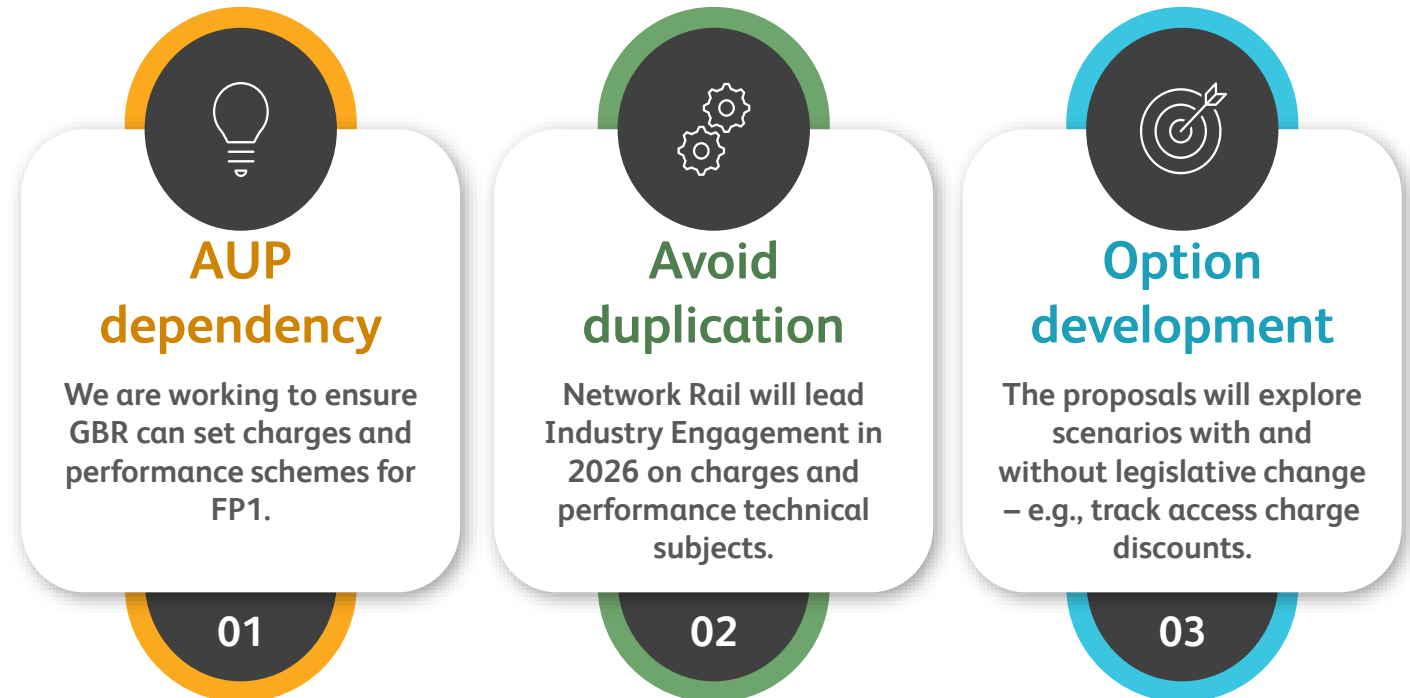 AUP
dependency
We are working to ensure
GBR can set charges and
performance schemes for
FP1.
01
Avoid
duplication
Network Rail will lead
Industry Engagement in
2026 on charges and
performance technical
subjects.
02
Option
development
The proposals will explore
scenarios with and
without legislative change
– e.g., track access charge
discounts.
03